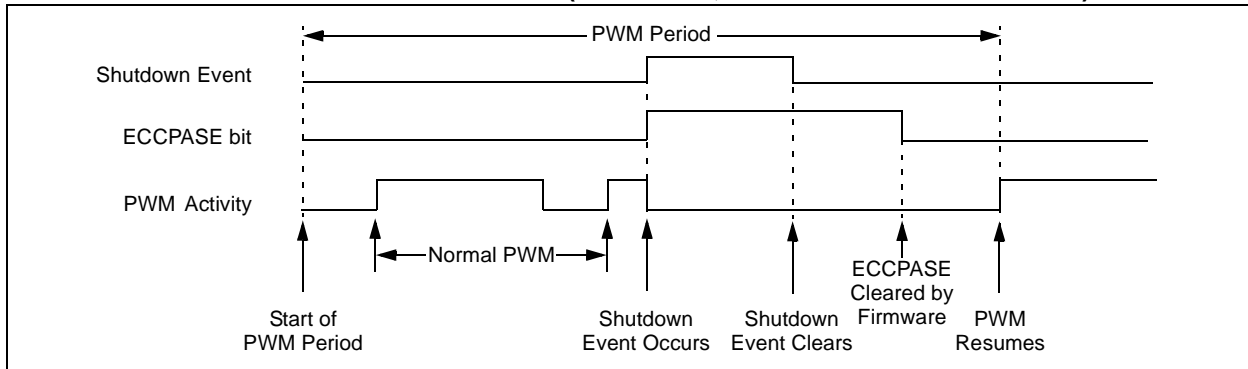 PWM Period
Shutdown Event
ECCPASE bit
PWM Activity
Normal PWM
Start of
PWM Period
Shutdown
Event Occurs
Shutdown
Event Clears
ECCPASE
Cleared by
Firmware
PWM
Resumes